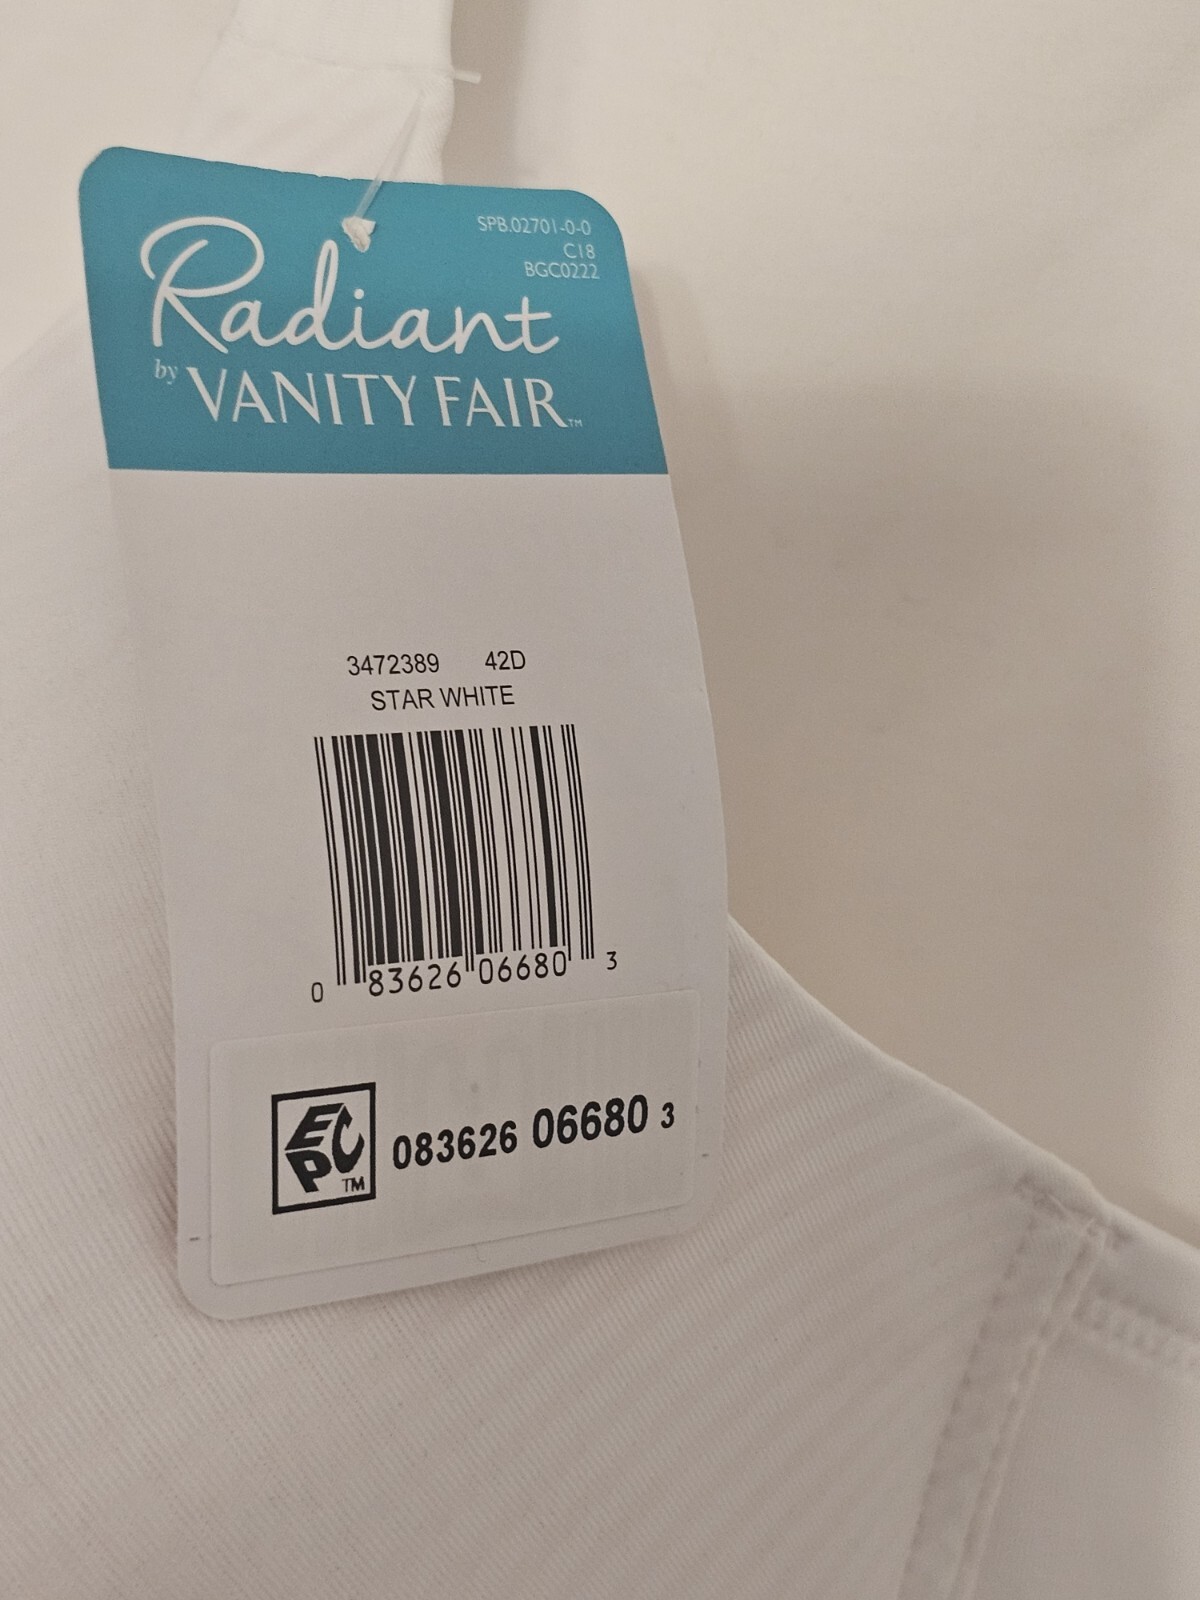 SPB.02701-0-0
C18
BGC0222
Radiant
by VANITY FAIR™
3472389 42D
STAR WHITE
0 83626 06680 3
EPC™ 083626 06680 3